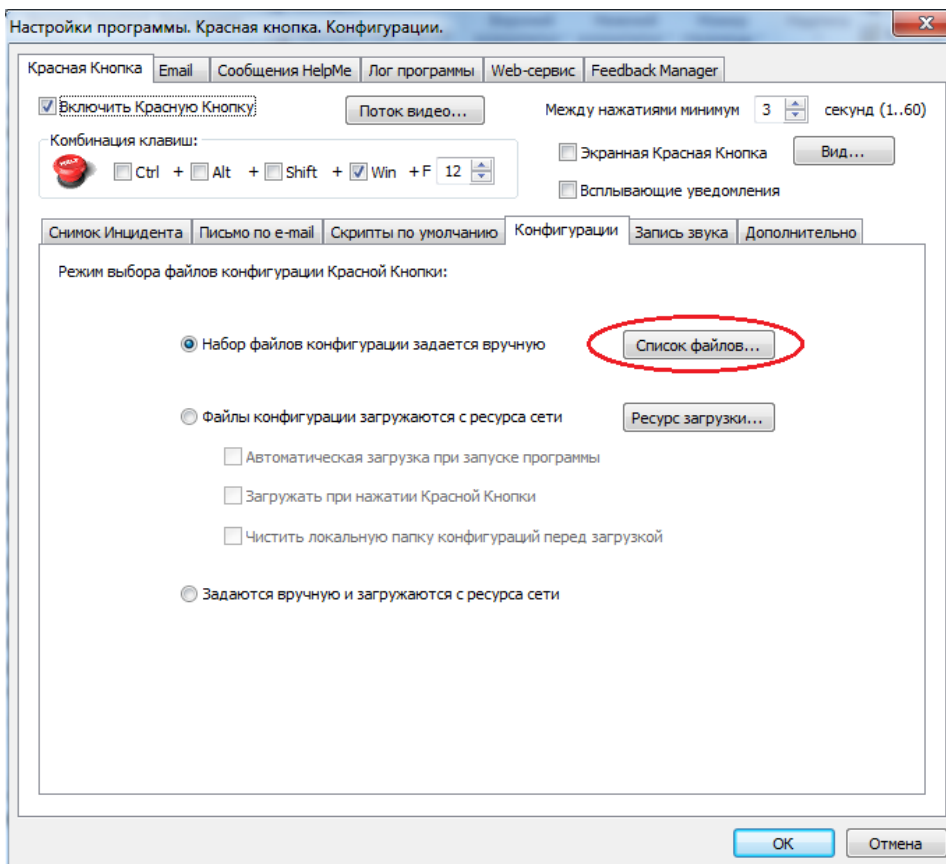 Настройки программы. Красная кнопка. Конфигурации.
Красная Кнопка Email Сообщения HelpMe Лог программы Web-сервис Feedback Manager
Включить Красную Кнопку Поток видео... Между нажатиями минимум 3 секунд (1..60)
Комбинация клавиш:
Ctrl + Alt + Shift + Win + F 12
Экранная Красная Кнопка Вид...
Всплывающие уведомления
Снимок Инцидента Письмо по e-mail Скрипты по умолчанию Конфигурации Запись звука Дополнительно
Режим выбора файлов конфигурации Красной Кнопки:
Набор файлов конфигурации задается вручную Список файлов...
Файлы конфигурации загружаются с ресурса сети Ресурс загрузки...
Автоматическая загрузка при запуске программы
Загружать при нажатии Красной Кнопки
Чистить локальную папку конфигураций перед загрузкой
Задаются вручную и загружаются с ресурса сети
OK Отмена